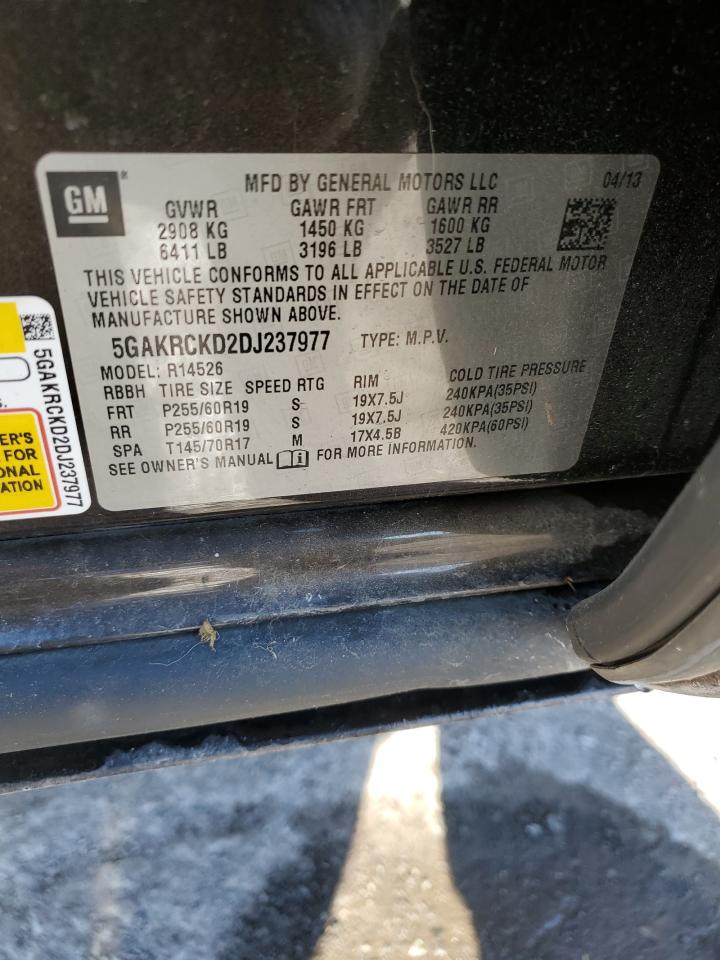 GM
MFD BY GENERAL MOTORS LLC 04/13
GVWR GAWR FRT GAWR RR
2908 KG 1450 KG 1600 KG
6411 LB 3196 LB 3527 LB
THIS VEHICLE CONFORMS TO ALL APPLICABLE U.S. FEDERAL MOTOR
VEHICLE SAFETY STANDARDS IN EFFECT ON THE DATE OF
MANUFACTURE SHOWN ABOVE.
5GAKRCKD2DJ237977 TYPE: M.P.V.
MODEL: R14526
RBBH TIRE SIZE SPEED RTG RIM COLD TIRE PRESSURE
FRT P255/60R19 S 19X7.5J 240KPA(35PSI)
RR P255/60R19 S 19X7.5J 240KPA(35PSI)
SPA T145/70R17 M 17X4.5B 420KPA(60PSI)
SEE OWNER'S MANUAL FOR MORE INFORMATION.
5GAKRCKD2DJ237977
ER'S
FOR
ONAL
ATION